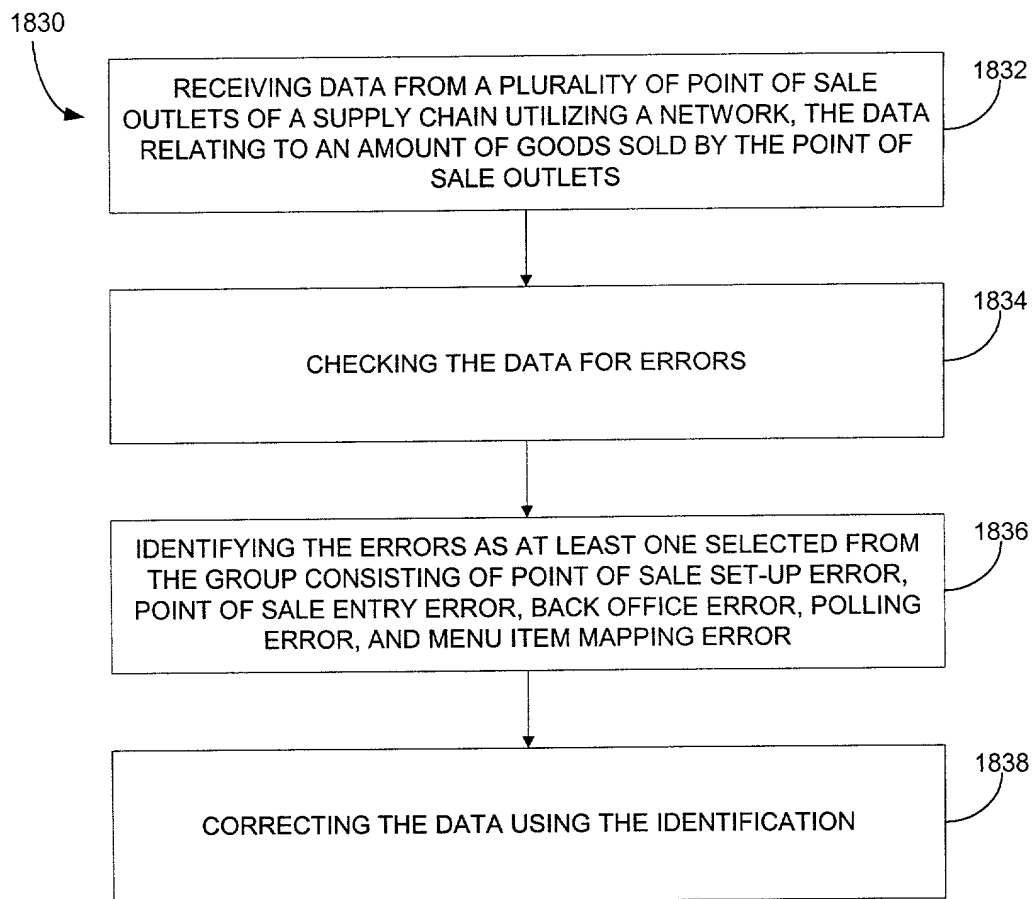 1830
1832
RECEIVING DATA FROM A PLURALITY OF POINT OF SALE
OUTLETS OF A SUPPLY CHAIN UTILIZING A NETWORK, THE DATA
RELATING TO AN AMOUNT OF GOODS SOLD BY THE POINT OF
SALE OUTLETS
1834
CHECKING THE DATA FOR ERRORS
1836
IDENTIFYING THE ERRORS AS AT LEAST ONE SELECTED FROM
THE GROUP CONSISTING OF POINT OF SALE SET-UP ERROR,
POINT OF SALE ENTRY ERROR, BACK OFFICE ERROR, POLLING
ERROR, AND MENU ITEM MAPPING ERROR
1838
CORRECTING THE DATA USING THE IDENTIFICATION